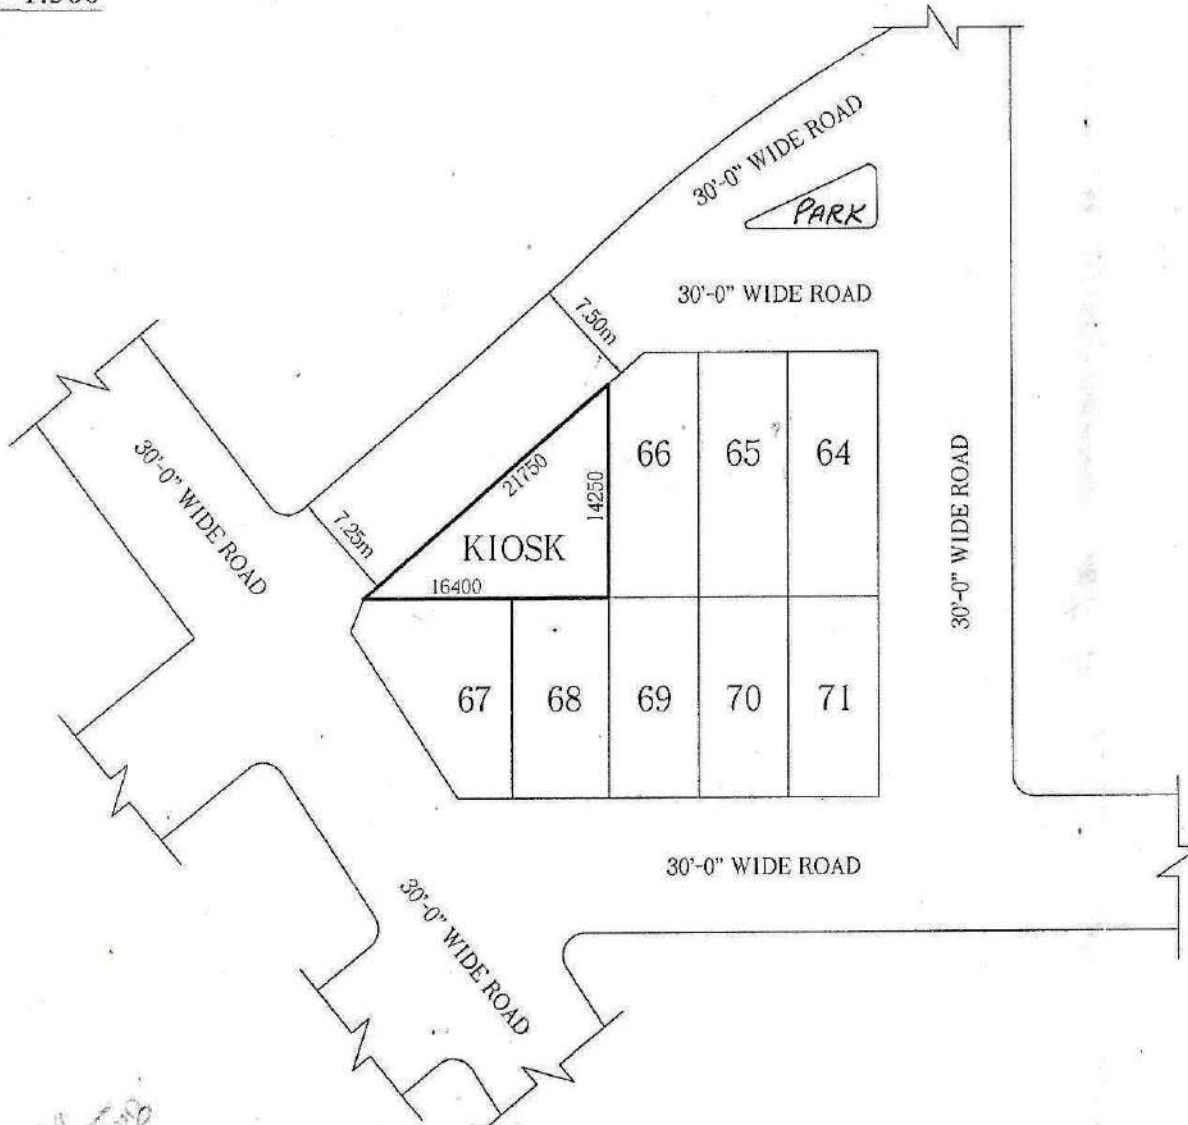 1:500
30'-0" WIDE ROAD
PARK
30'-0" WIDE ROAD
7.50m
30'-0" WIDE ROAD
66
65
64
21750
14250
30'-0" WIDE ROAD
7.25m
KIOSK
16400
67
68
69
70
71
30'-0" WIDE ROAD
30'-0" WIDE ROAD